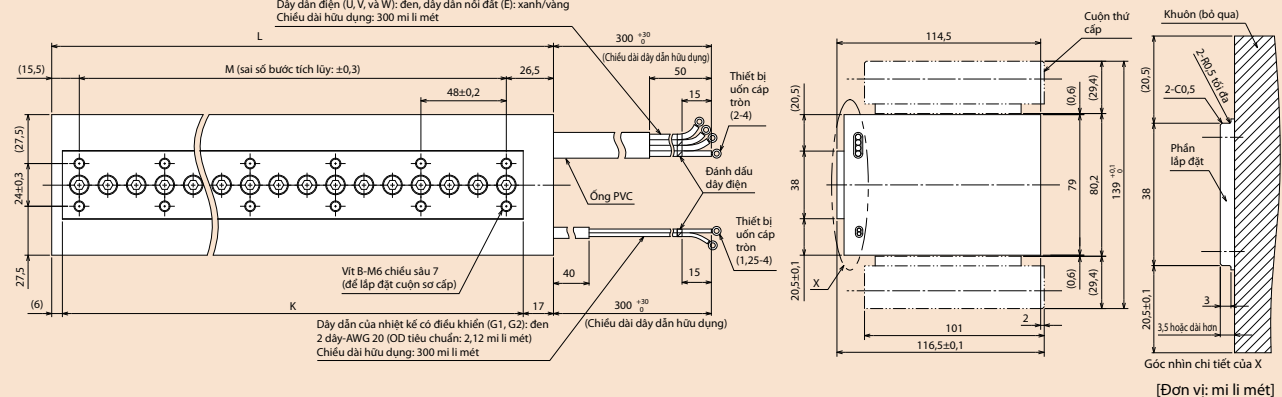 Dây dẫn điện (U, V, và W): đen, dây dẫn nối đất (E): xanh/vàng
Chiều dài hữu dụng: 300 mi li mét
L
300 +30 0
(Chiều dài dây dẫn hữu dụng)
(15,5)
M (sai số bước tích lũy: ±0,3)
26,5
50
48±0,2
15
Thiết bị
uốn cáp
tròn
(2-4)
(27,5)
24±0,3
27,5
Đánh dấu
dây điện
Ống PVC
Thiết bị
uốn cáp
tròn
(1,25-4)
Vít B-M6 chiều sâu 7
(để lắp đặt cuộn sơ cấp)
40
15
(6)
K
17
300 +30 0
(Chiều dài dây dẫn hữu dụng)
Dây dẫn của nhiệt kế có điều khiển (G1, G2): đen
2 dây-AWG 20 (OD tiêu chuẩn: 2,12 mi li mét)
Chiều dài hữu dụng: 300 mi li mét
Cuộn thứ
cấp
114,5
(20,5)
38
20,5±0,1
(0,6)
(29,4)
79
80,2
139 +0,1 0
(0,6)
(29,4)
X
2
101
116,5±0,1
Khuôn (bỏ qua)
(20,5)
2-R0.5 tối đa
2-C0,5
Phần
lắp đặt
38
20,5±0,1
3
3,5 hoặc dài hơn
Góc nhìn chi tiết của X
[Đơn vị: mi li mét]